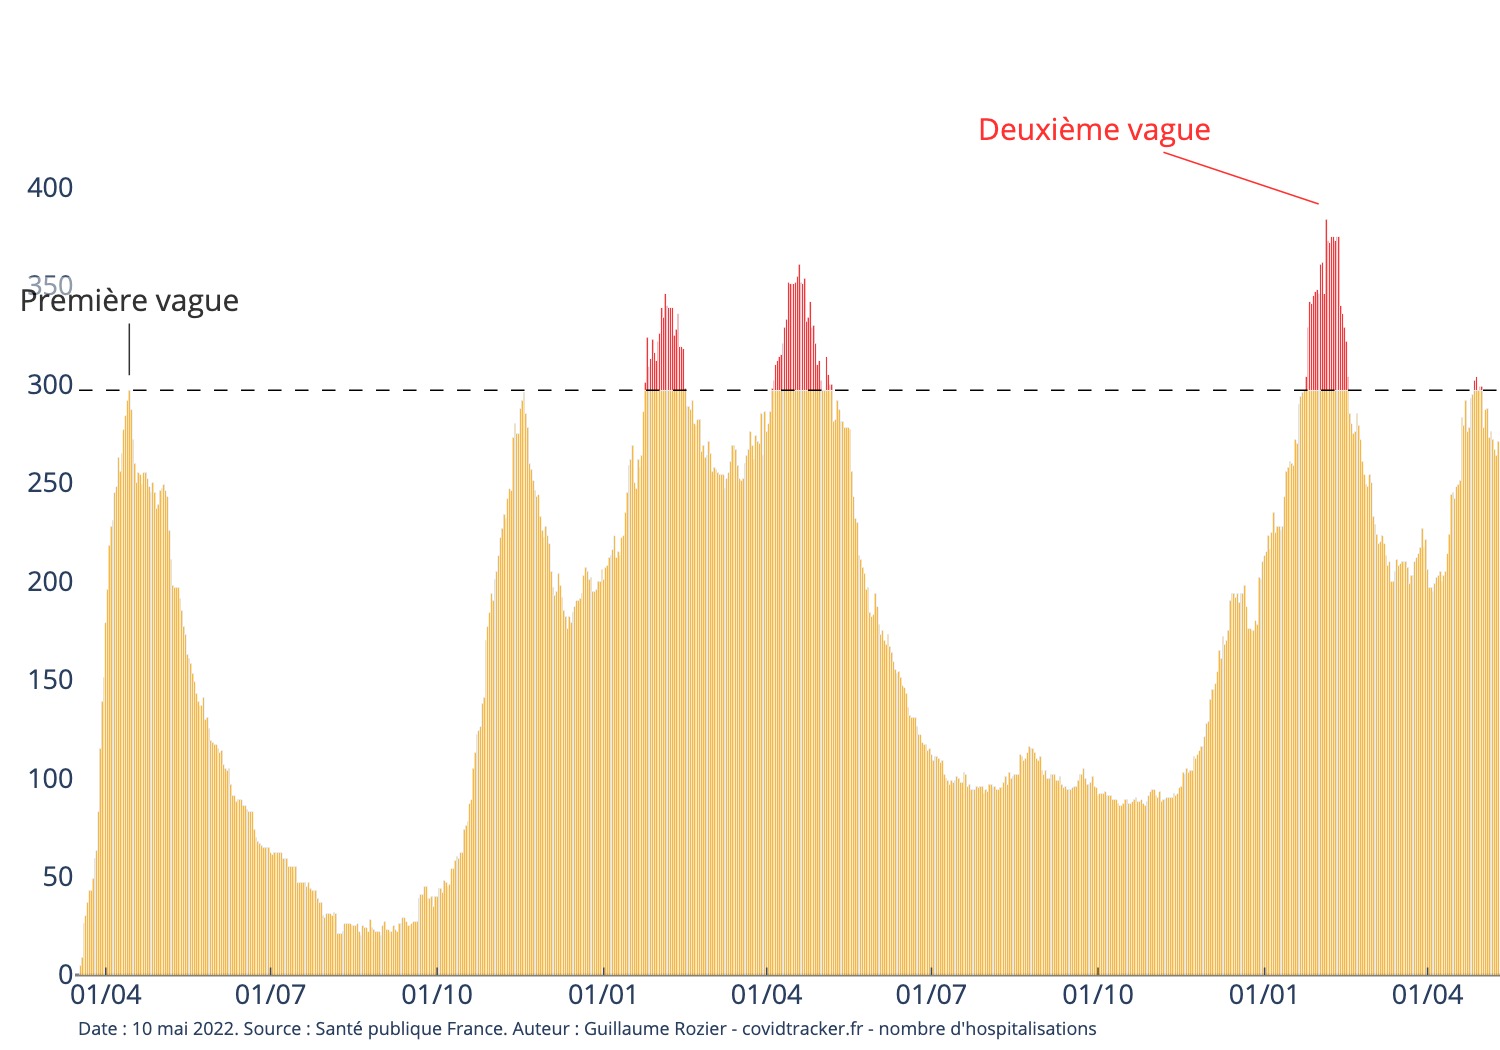 Deuxième vague
400
350
Première vague
300
250
200
150
100
50
0
01/04 01/07 01/10 01/01 01/04 01/07 01/10 01/01 01/04
Date : 10 mai 2022. Source : Santé publique France. Auteur : Guillaume Rozier - covidtracker.fr - nombre d'hospitalisations